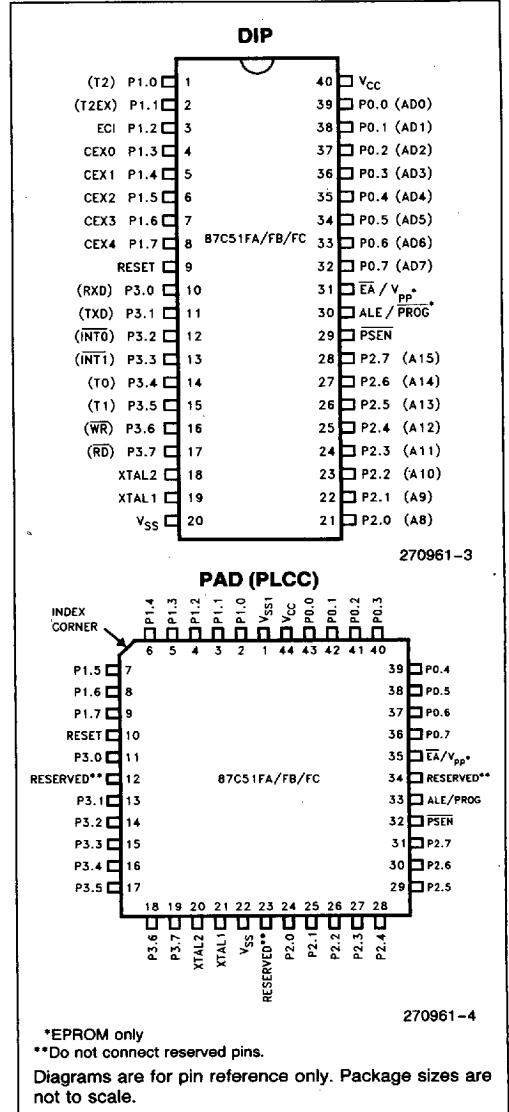 DIP
(T2) P1.0 1 40 VCC
(T2EX) P1.1 2 39 P0.0 (AD0)
ECI P1.2 3 38 P0.1 (AD1)
CEX0 P1.3 4 37 P0.2 (AD2)
CEX1 P1.4 5 36 P0.3 (AD3)
CEX2 P1.5 6 35 P0.4 (AD4)
CEX3 P1.6 7 34 P0.5 (AD5)
87C51FA/FB/FC
CEX4 P1.7 8 33 P0.6 (AD6)
RESET 9 32 P0.7 (AD7)
(RXD) P3.0 10 31 E̅A̅ / Vpp*
(TXD) P3.1 11 30 ALE / P̅R̅O̅G̅*
(I̅N̅T̅0̅) P3.2 12 29 P̅S̅E̅N̅
(I̅N̅T̅1̅) P3.3 13 28 P2.7 (A15)
(T0) P3.4 14 27 P2.6 (A14)
(T1) P3.5 15 26 P2.5 (A13)
(W̅R̅) P3.6 16 25 P2.4 (A12)
(R̅D̅) P3.7 17 24 P2.3 (A11)
XTAL2 18 23 P2.2 (A10)
XTAL1 19 22 P2.1 (A9)
VSS 20 21 P2.0 (A8)
270961-3
PAD (PLCC)
INDEX
CORNER
P1.4 P1.3 P1.2 P1.1 P1.0 VSS1 VCC P0.0 P0.1 P0.2 P0.3
6 5 4 3 2 1 44 43 42 41 40
P1.5 7 39 P0.4
P1.6 8 38 P0.5
P1.7 9 37 P0.6
RESET 10 36 P0.7
P3.0 11 35 E̅A̅/Vpp*
RESERVED** 12 87C51FA/FB/FC 34 RESERVED**
P3.1 13 33 ALE/PROG
P3.2 14 32 P̅S̅E̅N̅
P3.3 15 31 P2.7
P3.4 16 30 P2.6
P3.5 17 29 P2.5
18 19 20 21 22 23 24 25 26 27 28
P3.6 P3.7 XTAL2 XTAL1 VSS RESERVED** P2.0 P2.1 P2.2 P2.3 P2.4
270961-4
*EPROM only
**Do not connect reserved pins.
Diagrams are for pin reference only. Package sizes are
not to scale.